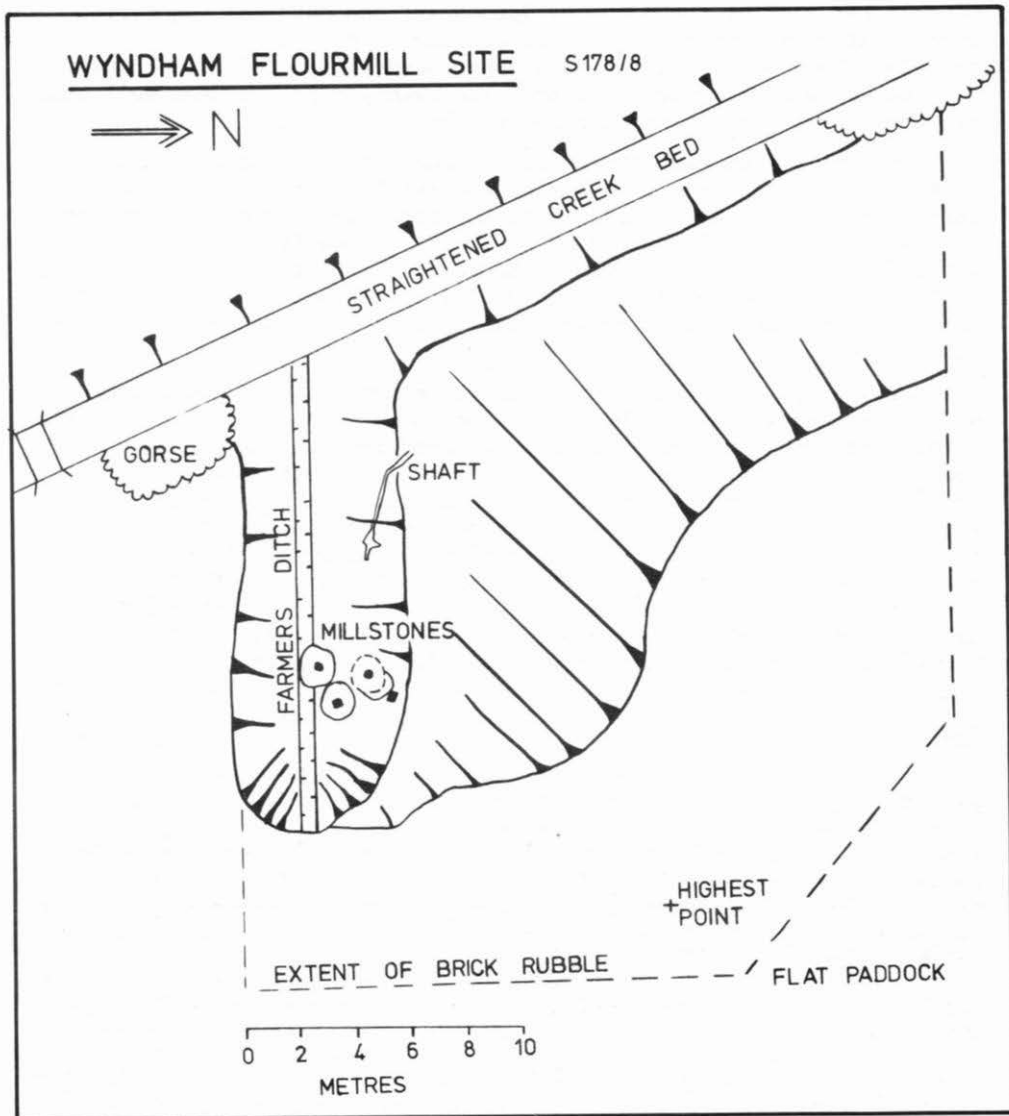 WYNDHAM FLOURMILL SITE S178/8
N
STRAIGHTENED CREEK BED
GORSE
SHAFT
FARMERS DITCH
MILLSTONES
+HIGHEST
POINT
EXTENT OF BRICK RUBBLE
FLAT PADDOCK
0 2 4 6 8 10
METRES